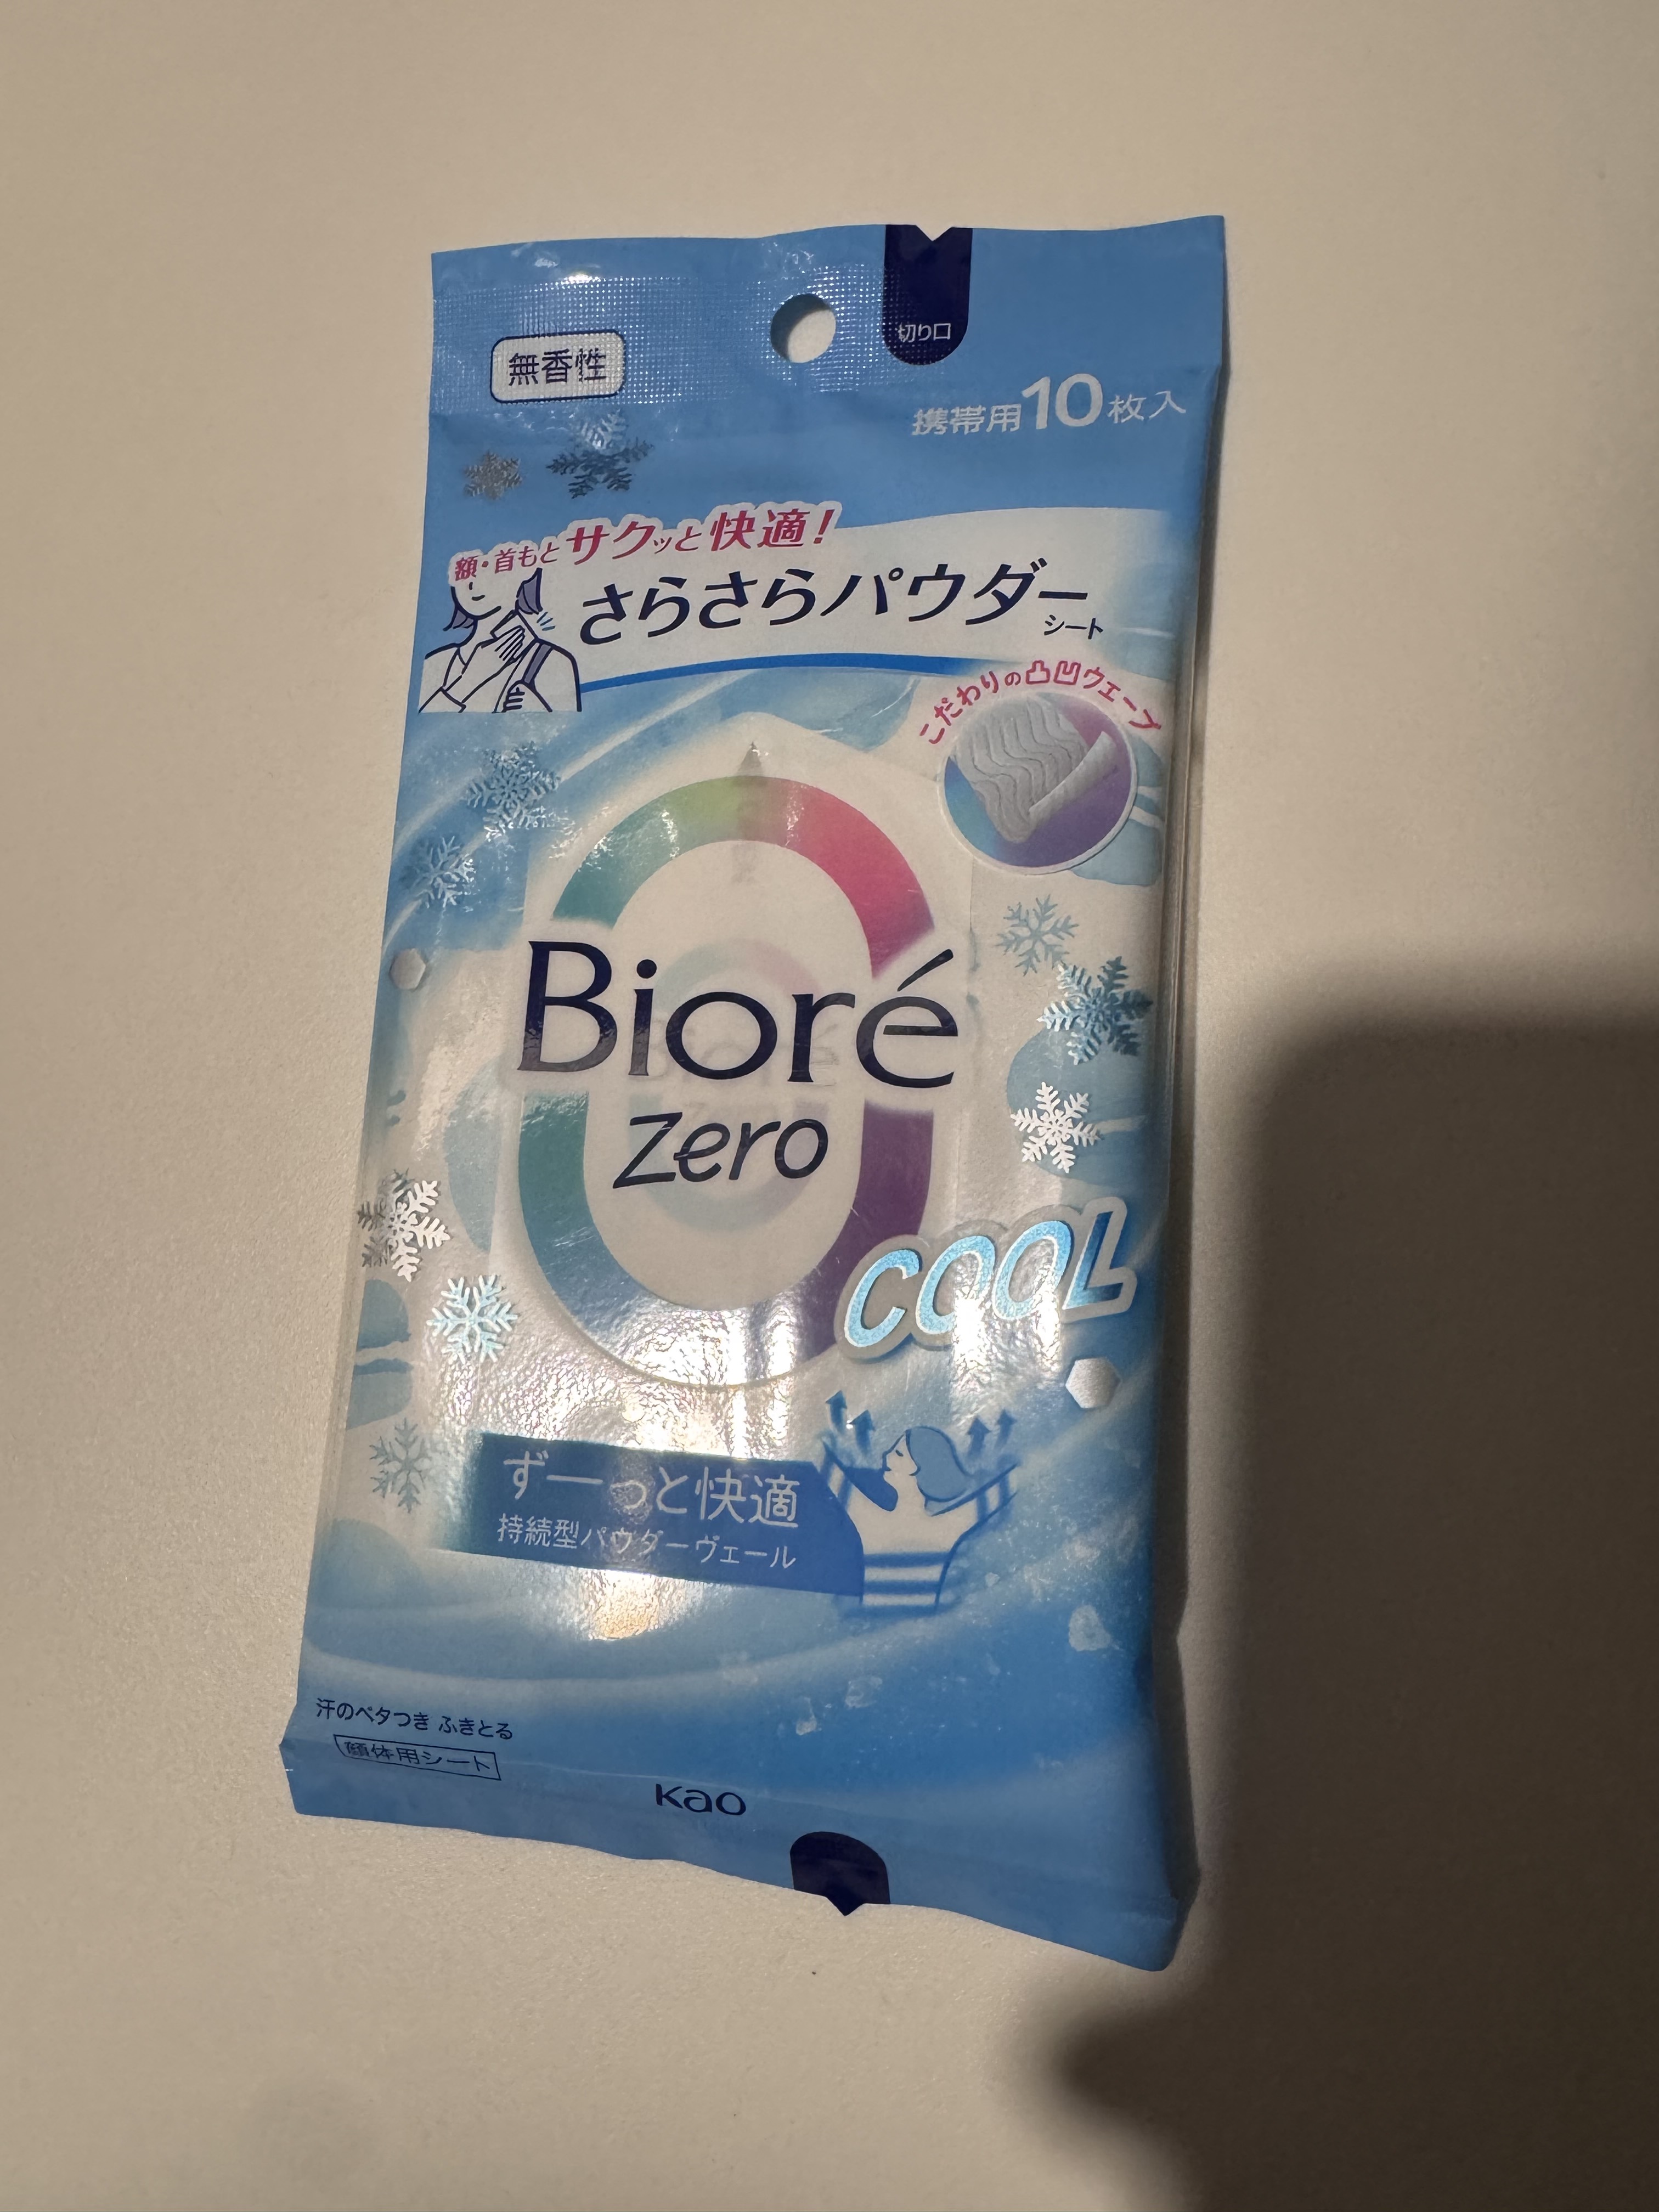 切り口
無香性
携帯用10枚入
額・首もとサクッと快適!
さらさらパウダー
シート
こだわりの凸凹ウェーブ
Bioré
zero
COOL
ずーっと快適
持続型パウダーヴェール
汗のベタつき ふきとる
顔体用シート
Kao